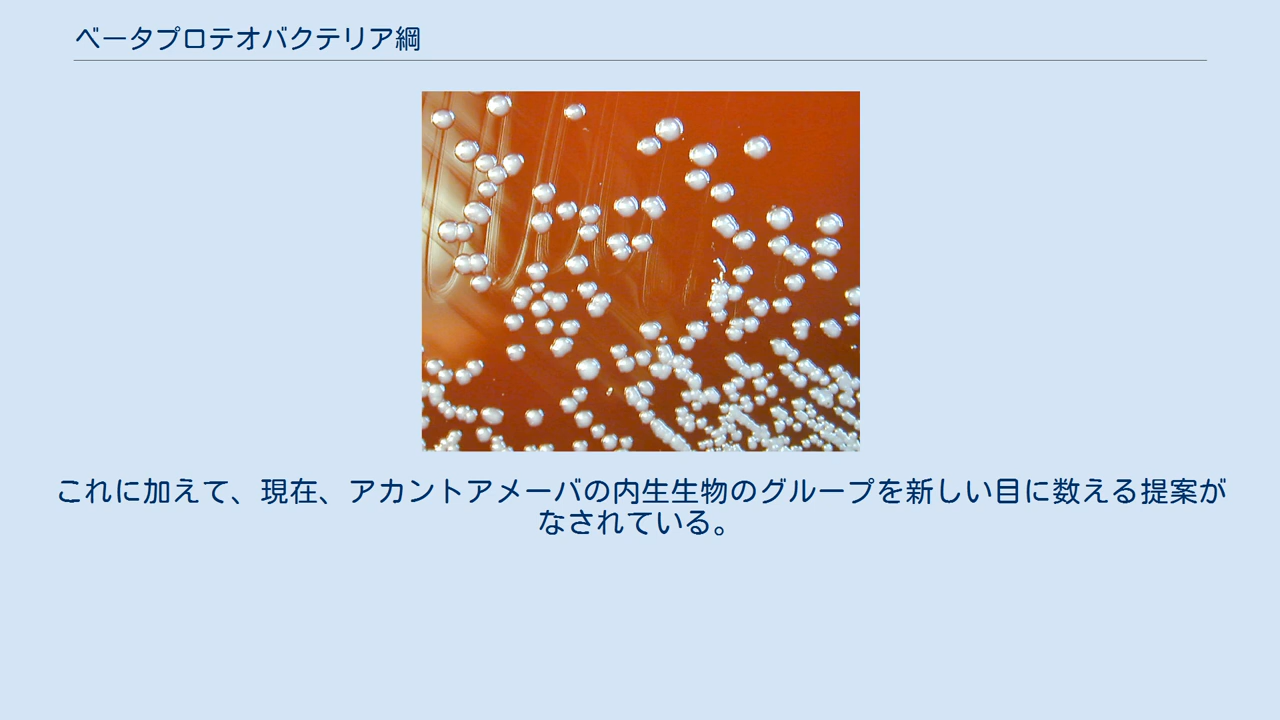 ベータプロテオバクテリア綱
これに加えて、現在、アカントアメーバの内生生物のグループを新しい目に数える提案が
なされている。